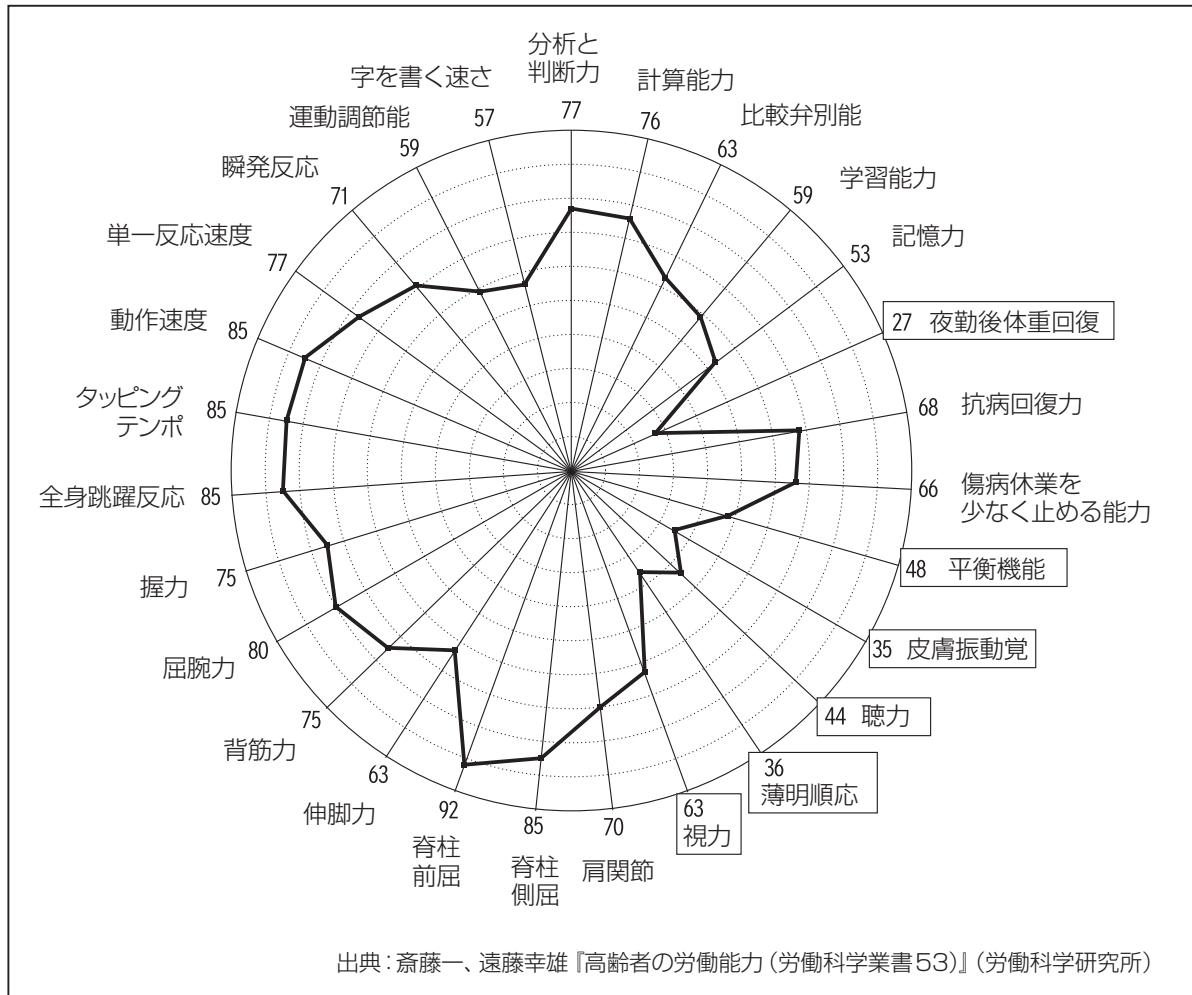 分析と
判断力
77
計算能力
76
比較弁別能
63
学習能力
59
記憶力
53
27 夜勤後体重回復
68 抗病回復力
66 傷病休業を
少なく止める能力
48 平衡機能
35 皮膚振動覚
44 聴力
36
薄明順応
63
視力
70
肩関節
85
脊柱
側屈
92
脊柱
前屈
63
伸脚力
75
背筋力
80
屈腕力
75
握力
全身跳躍反応 85
タッピング
テンポ
85
動作速度
85
単一反応速度
77
瞬発反応
71
運動調節能
59
字を書く速さ
57
出典：斎藤一、遠藤幸雄『高齢者の労働能力（労働科学業書53）』（労働科学研究所）